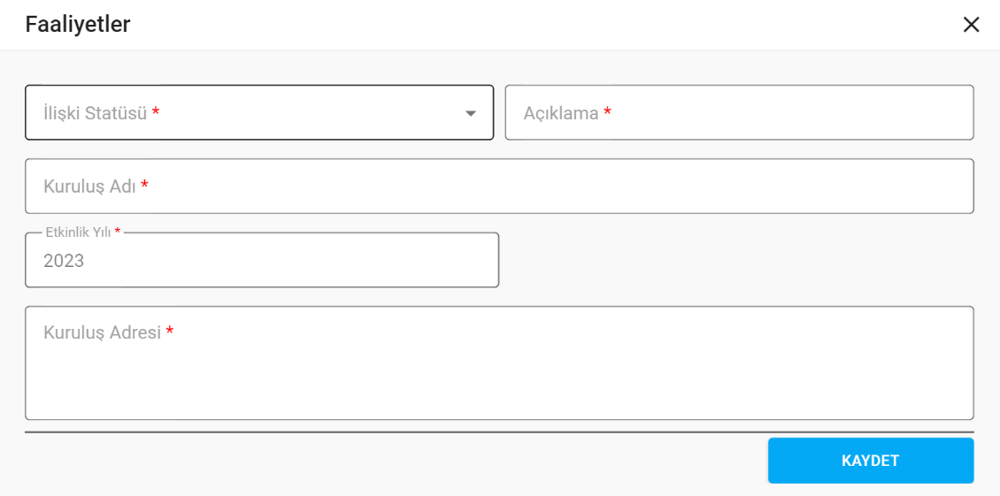 Faaliyetler
İlişki Statüsü *
Açıklama *
Kuruluş Adı *
Etkinlik Yılı *
2023
Kuruluş Adresi *
KAYDET